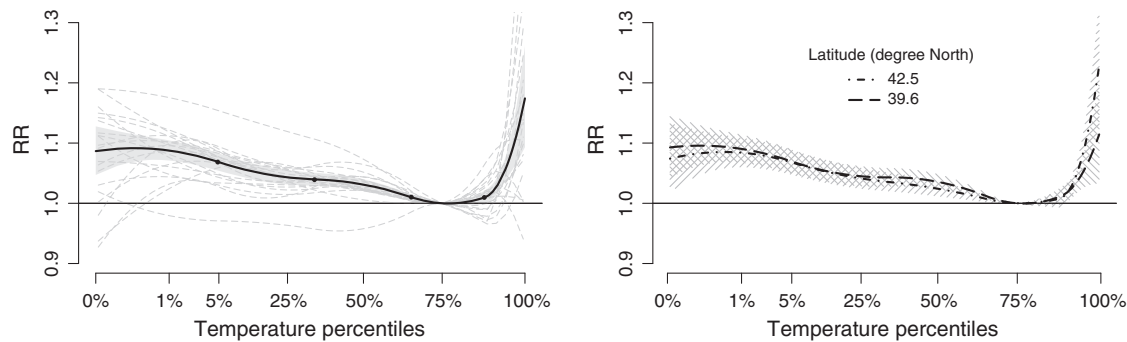 RR
1.3
1.2
1.1
1.0
0.9
0% 1% 5% 25% 50% 75% 100%
Temperature percentiles
RR
1.3
1.2
1.1
1.0
0.9
Latitude (degree North)
42.5
39.6
0% 1% 5% 25% 50% 75% 100%
Temperature percentiles